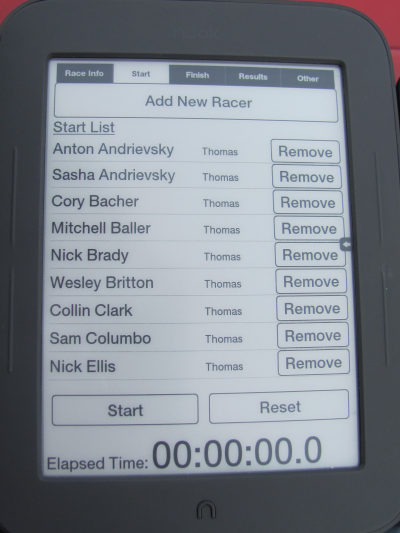 Race Info Start Finish Results Other
Add New Racer
Start List
Anton Andrievsky Thomas Remove
Sasha Andrievsky Thomas Remove
Cory Bacher Thomas Remove
Mitchell Baller Thomas Remove
Nick Brady Thomas Remove
Wesley Britton Thomas Remove
Collin Clark Thomas Remove
Sam Columbo Thomas Remove
Nick Ellis Thomas Remove
Start Reset
Elapsed Time: 00:00:00.0